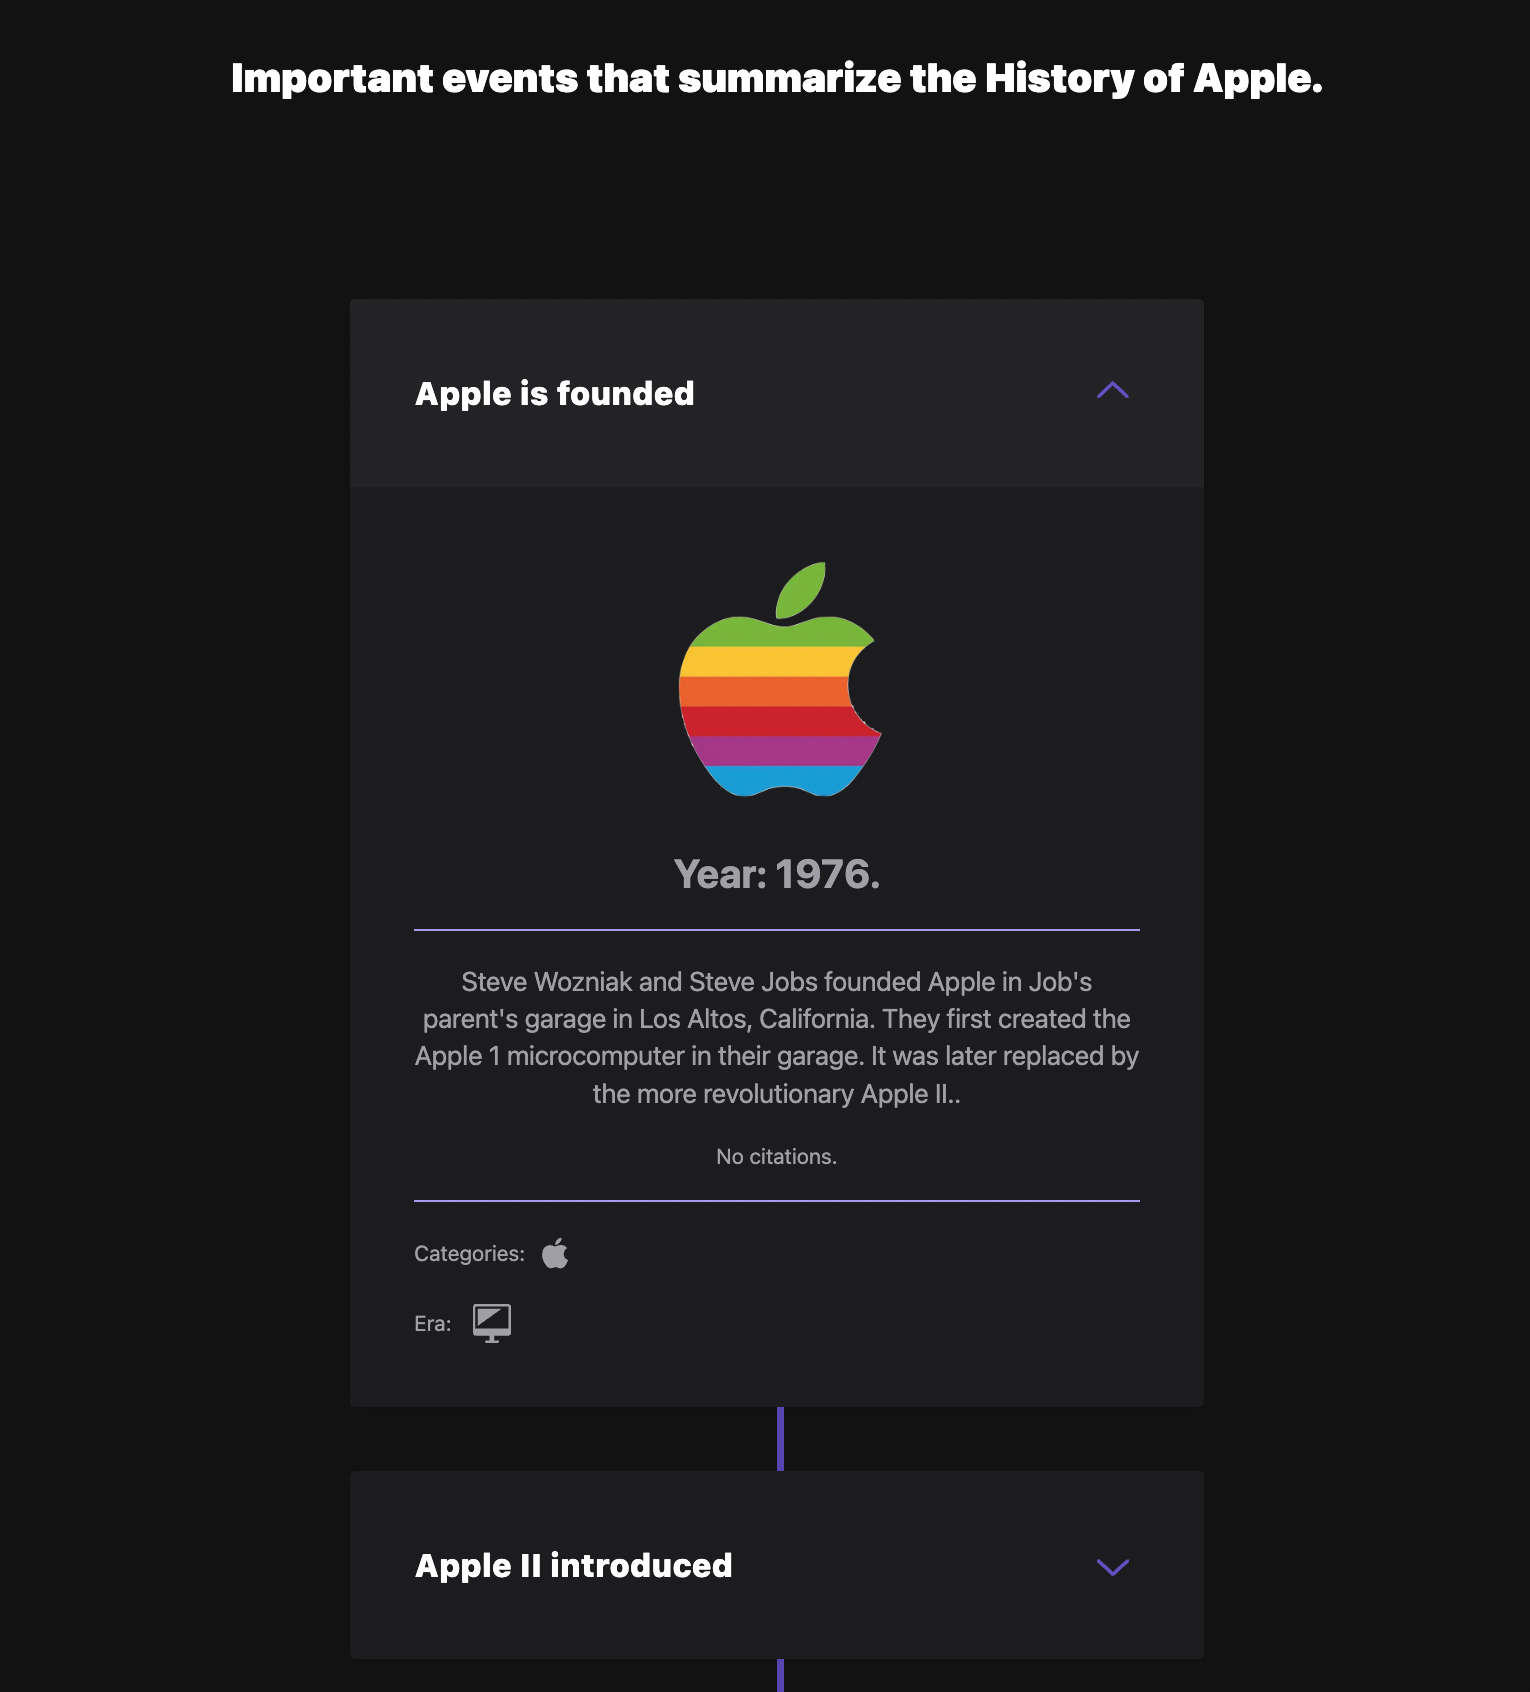 Important events that summarize the History of Apple.
Apple is founded
Year: 1976.
Steve Wozniak and Steve Jobs founded Apple in Job's
parent's garage in Los Altos, California. They first created the
Apple 1 microcomputer in their garage. It was later replaced by
the more revolutionary Apple II..
No citations.
Categories:
Era:
Apple II introduced